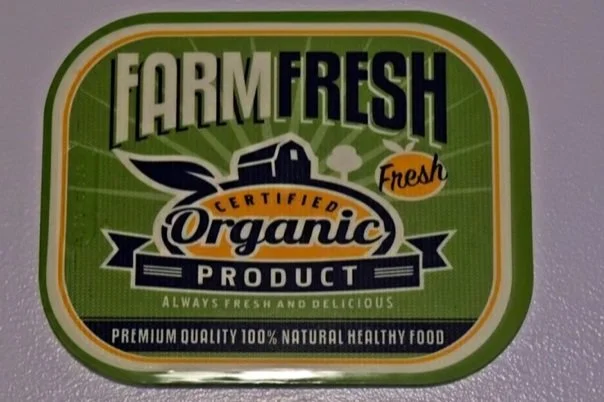 FARMFRESH
Fresh
CERTIFIED
Organic
PRODUCT
ALWAYS FRESH AND DELICIOUS
PREMIUM QUALITY 100% NATURAL HEALTHY FOOD